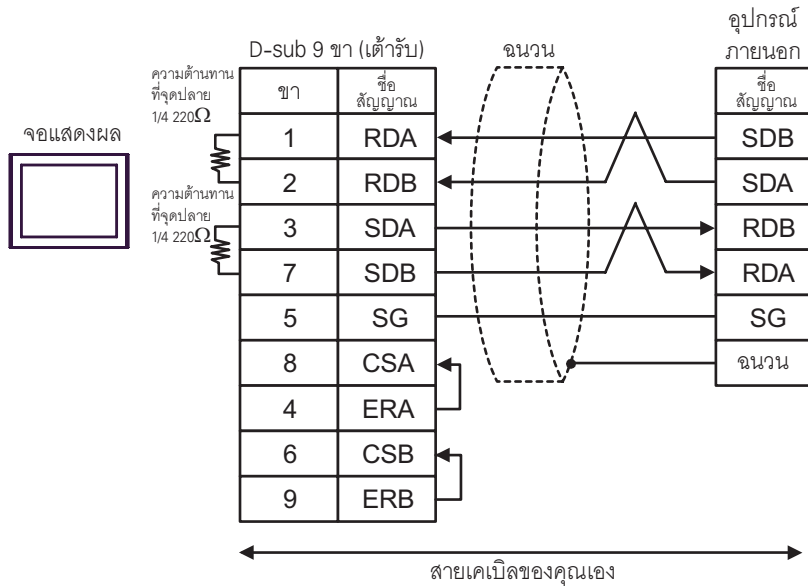 อุปกรณ์
ภายนอก
D-sub 9 ขา (เต้ารับ)
ฉนวน
ความต้านทาน
ที่จุดปลาย
1/4 220Ω
ขา
ชื่อ
สัญญาณ
ชื่อ
สัญญาณ
จอแสดงผล
1
RDA
SDB
2
RDB
SDA
ความต้านทาน
ที่จุดปลาย
1/4 220Ω
3
SDA
RDB
7
SDB
RDA
5
SG
SG
8
CSA
ฉนวน
4
ERA
6
CSB
9
ERB
สายเคเบิลของคุณเอง